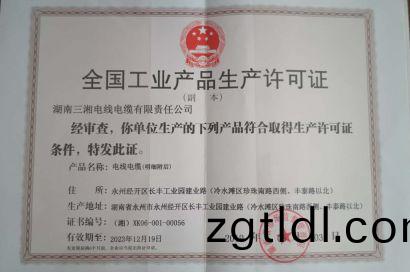 全国工业产品生产许可证
(副 本)
湖南三湘电线电缆有限责任公司
经审查，你单位生产的下列产品符合取得生产许可证
条件，特发此证。
产品名称：电线电缆(明细附后)
住 所：永州经开区长丰工业园建业路（冷水滩区珍珠南路西侧、丰泰路以北）
生产地址：湖南省永州市永州经开区长丰工业园建业路（冷水滩区珍珠南路
证书编号：（湘）XK06-001-00056
有效期至：2023年12月19日
zgtldl.com